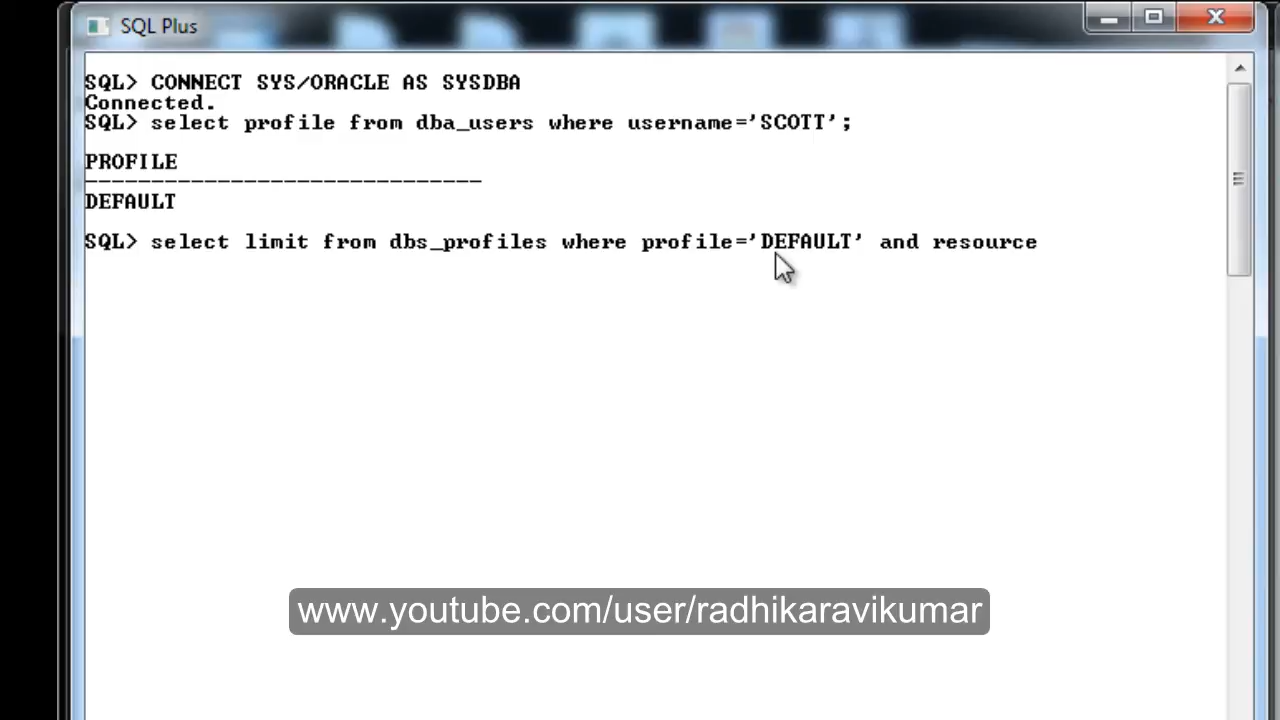 SQL Plus
SQL> CONNECT SYS/ORACLE AS SYSDBA
Connected.
SQL> select profile from dba_users where username='SCOTT';
PROFILE
------------------------------
DEFAULT
SQL> select limit from dbs_profiles where profile='DEFAULT' and resource
www.youtube.com/user/radhikaravikumar